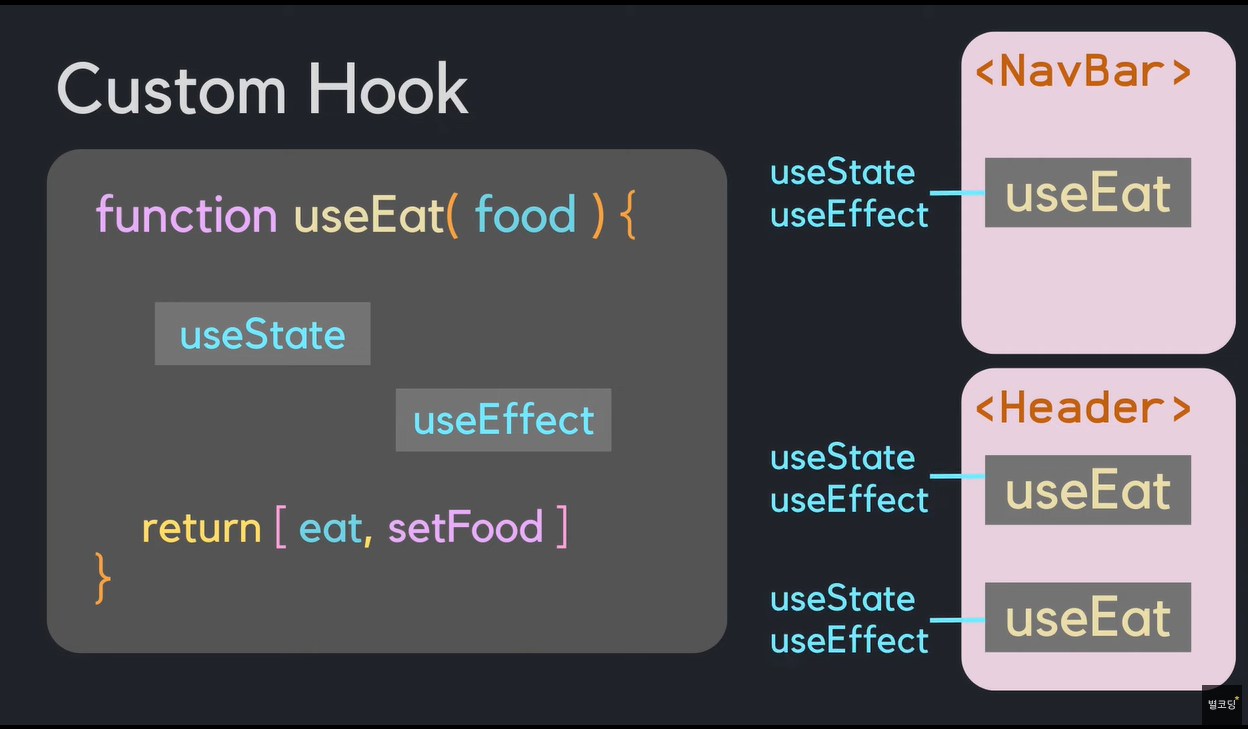 Custom Hook
function useEat( food ) {
useState
useEffect
return [ eat, setFood ]
}
<NavBar>
useState
useEffect
useEat
<Header>
useState
useEffect
useEat
useState
useEffect
useEat
별코딩*